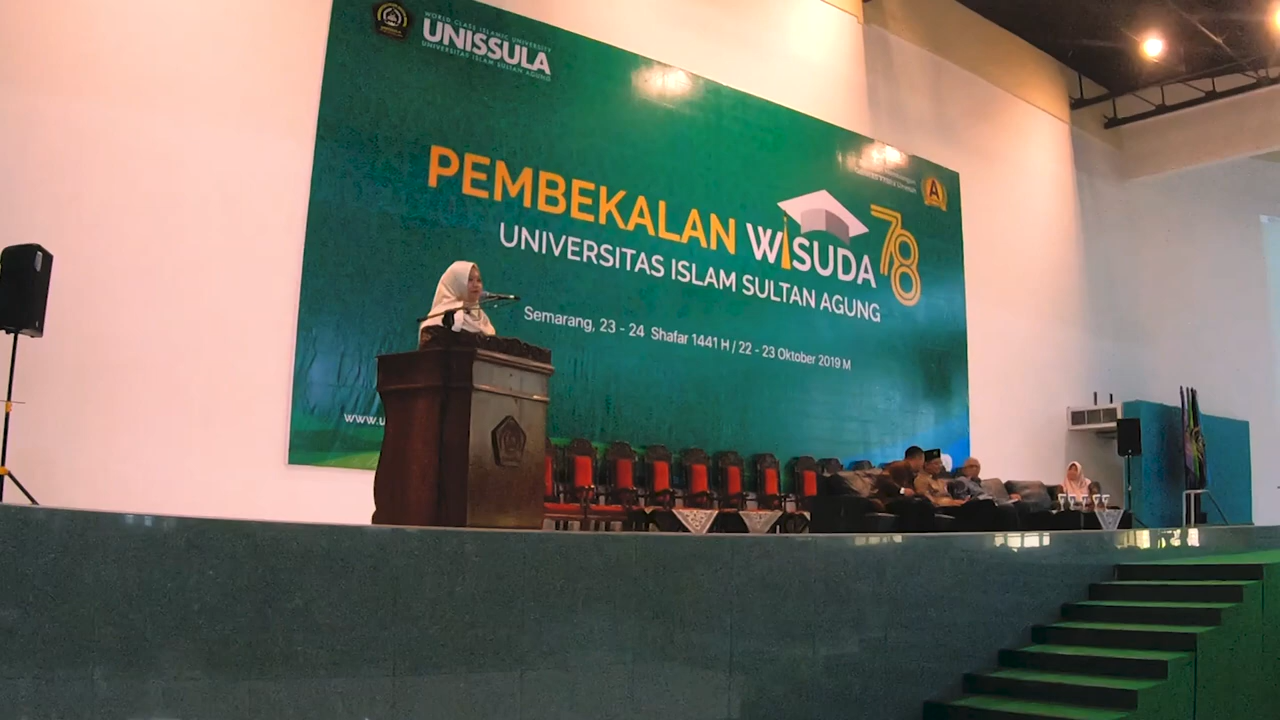 WORLD CLASS ISLAMIC UNIVERSITY
UNISSULA
UNIVERSITAS ISLAM SULTAN AGUNG
A
PEMBEKALAN WISUDA 78
UNIVERSITAS ISLAM SULTAN AGUNG
Semarang, 23 - 24 Shafar 1441 H / 22 - 23 Oktober 2019 M
www.u